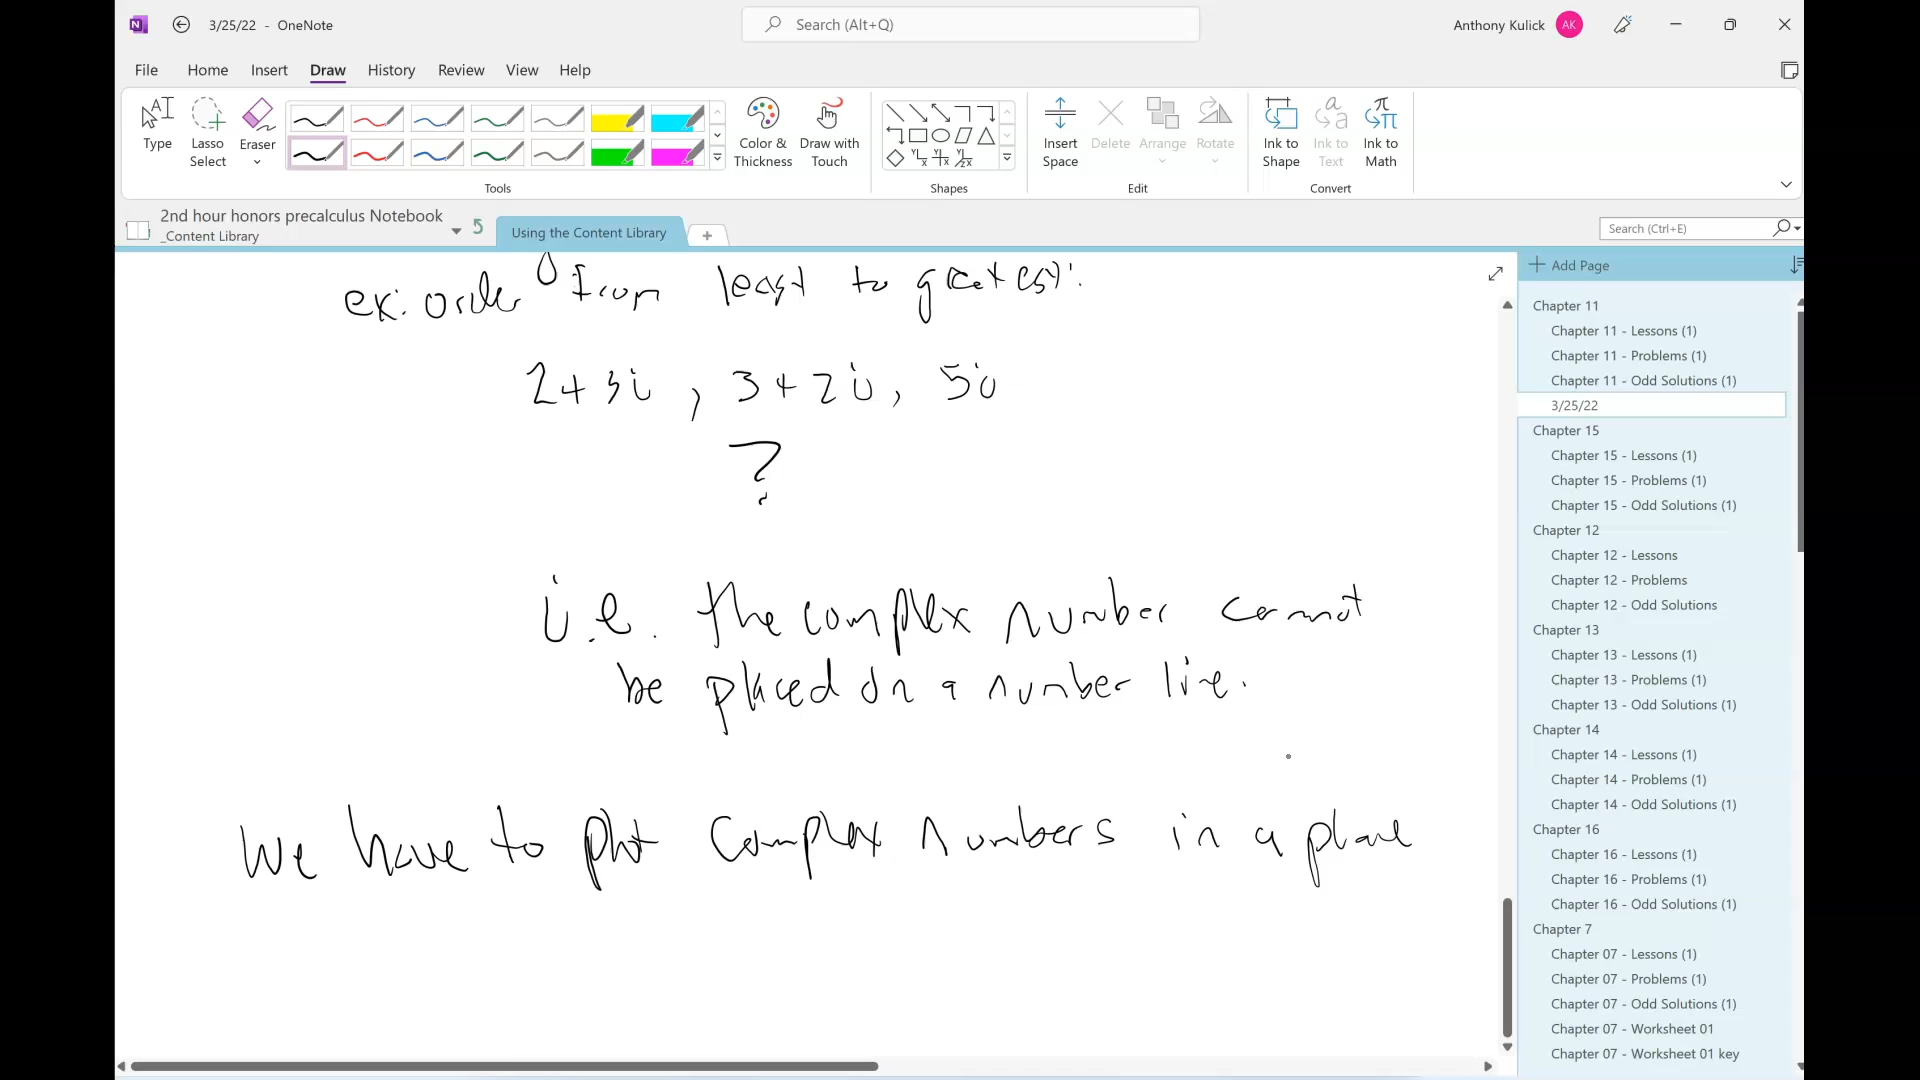 3/25/22 - OneNote
Search (Alt+Q)
Anthony Kulick AK
File Home Insert Draw History Review View Help
Type
Lasso Select
Eraser
Color & Thickness
Draw with Touch
Insert Space
Delete
Arrange
Rotate
Ink to Shape
Ink to Text
Ink to Math
Tools
Shapes
Edit
Convert
2nd hour honors precalculus Notebook
_Content Library
Using the Content Library
Search (Ctrl+E)
ex: order from least to greatest:
2+3i , 3+2i, 5i
?
i.e. the complex number cannot
be placed on a number line.
We have to plot complex numbers in a plane
Add Page
Chapter 11
Chapter 11 - Lessons (1)
Chapter 11 - Problems (1)
Chapter 11 - Odd Solutions (1)
3/25/22
Chapter 15
Chapter 15 - Lessons (1)
Chapter 15 - Problems (1)
Chapter 15 - Odd Solutions (1)
Chapter 12
Chapter 12 - Lessons
Chapter 12 - Problems
Chapter 12 - Odd Solutions
Chapter 13
Chapter 13 - Lessons (1)
Chapter 13 - Problems (1)
Chapter 13 - Odd Solutions (1)
Chapter 14
Chapter 14 - Lessons (1)
Chapter 14 - Problems (1)
Chapter 14 - Odd Solutions (1)
Chapter 16
Chapter 16 - Lessons (1)
Chapter 16 - Problems (1)
Chapter 16 - Odd Solutions (1)
Chapter 7
Chapter 07 - Lessons (1)
Chapter 07 - Problems (1)
Chapter 07 - Odd Solutions (1)
Chapter 07 - Worksheet 01
Chapter 07 - Worksheet 01 key